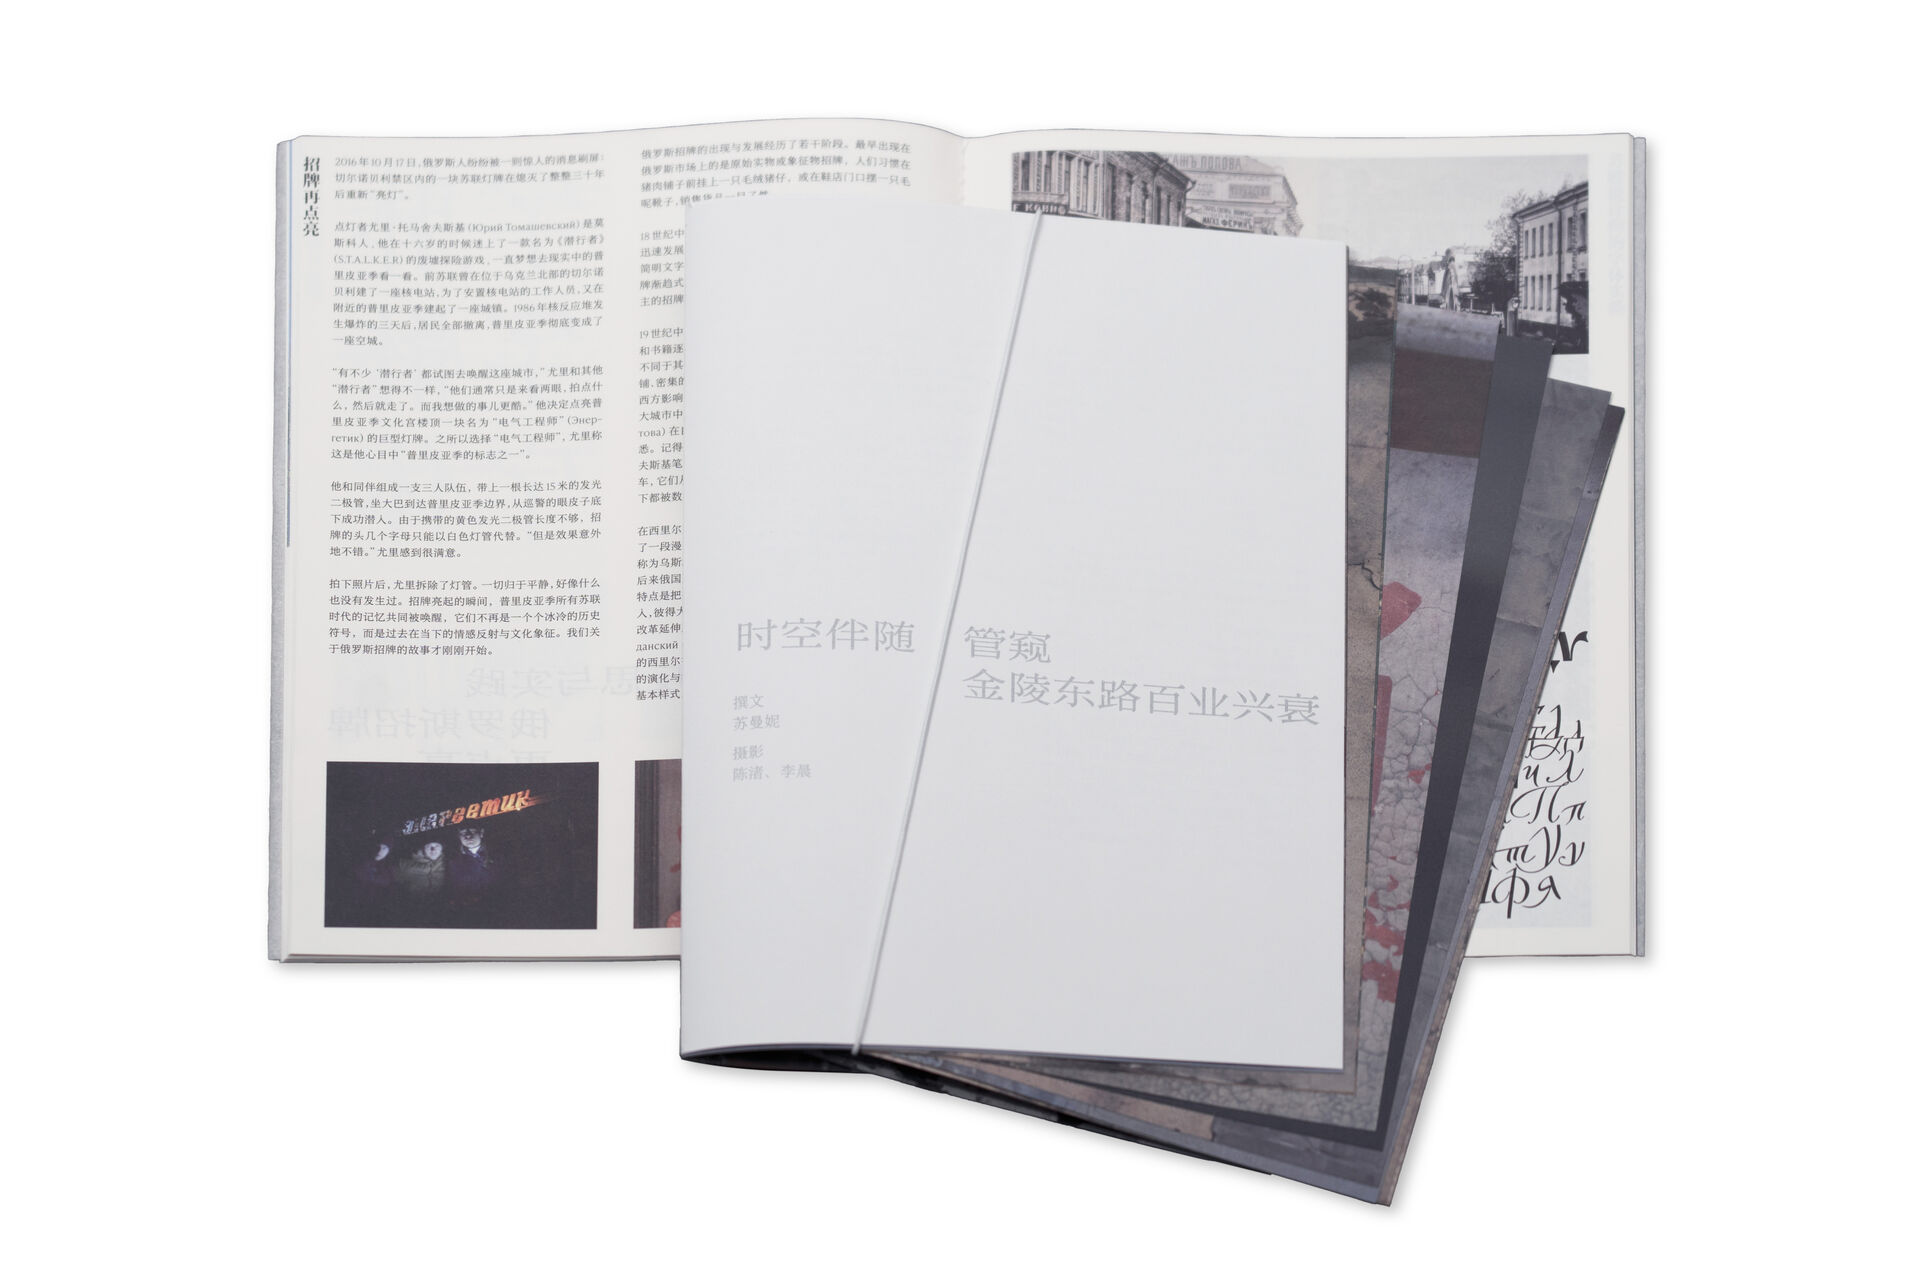 招牌再点亮
2016年10月17日，俄罗斯人纷纷被一则惊人的消息刷屏：
切尔诺贝利禁区内的一块苏联灯牌在熄灭了整整三十年
后重新“亮灯”。
点灯者尤里·托马舍夫斯基（Юрий Томашевский）是莫
斯科人，他在十六岁的时候迷上了一款名为《潜行者》
（S.T.A.L.K.E.R）的废墟探险游戏，一直梦想去现实中的普
里皮亚季看一看。前苏联曾在位于乌克兰北部的切尔诺
贝利建了一座核电站，为了安置核电站的工作人员，又在
附近的普里皮亚季建起了一座城镇。1986年核反应堆发
生爆炸的三天后，居民全部撤离，普里皮亚季彻底变成了
一座空城。
“有不少‘潜行者’都试图去唤醒这座城市，”尤里和其他
“潜行者”想得不一样，“他们通常只是来看两眼，拍点什
么，然后就走了。而我想做的事儿更酷。”他决定点亮普
里皮亚季文化宫楼顶一块名为“电气工程师”（Энер-
гетик）的巨型灯牌。之所以选择“电气工程师”，尤里称
这是他心目中“普里皮亚季的标志之一”。
他和同伴组成一支三人队伍，带上一根长达15米的发光
二极管，坐大巴到达普里皮亚季边界，从巡警的眼皮子底
下成功潜入。由于携带的黄色发光二极管长度不够，招
牌的头几个字母只能以白色灯管代替。“但是效果意外
地不错。”尤里感到很满意。
拍下照片后，尤里拆除了灯管。一切归于平静，好像什么
也没有发生过。招牌亮起的瞬间，普里皮亚季所有苏联
时代的记忆共同被唤醒，它们不再是一个个冰冷的历史
符号，而是过去在当下的情感反射与文化象征。我们关
于俄罗斯招牌的故事才刚刚开始。
энергетик
俄罗斯招牌的出现与发展经历了若干阶段。最早出现在
俄罗斯市场上的是原始实物或象征物招牌，人们习惯在
猪肉铺子前挂上一只毛绒猪仔，或在鞋店门口摆一只毛
呢靴子，销售货品一目了然
18世纪中
迅速发展
简明文字
牌渐趋式
主的招牌
19世纪中
和书籍逐
不同于其
铺、密集的
西方影响
大城市中
това）在
悉。记得
夫斯基笔
车，它们
下都被数
在西里尔
了一段漫
称为乌斯
后来俄国
特点是把
入，彼得大
改革延伸
данский
的西里尔
的演化与
基本样式
时空伴随
管窥
金陵东路百业兴衰
撰文
苏曼妮
摄影
陈渚、李晨